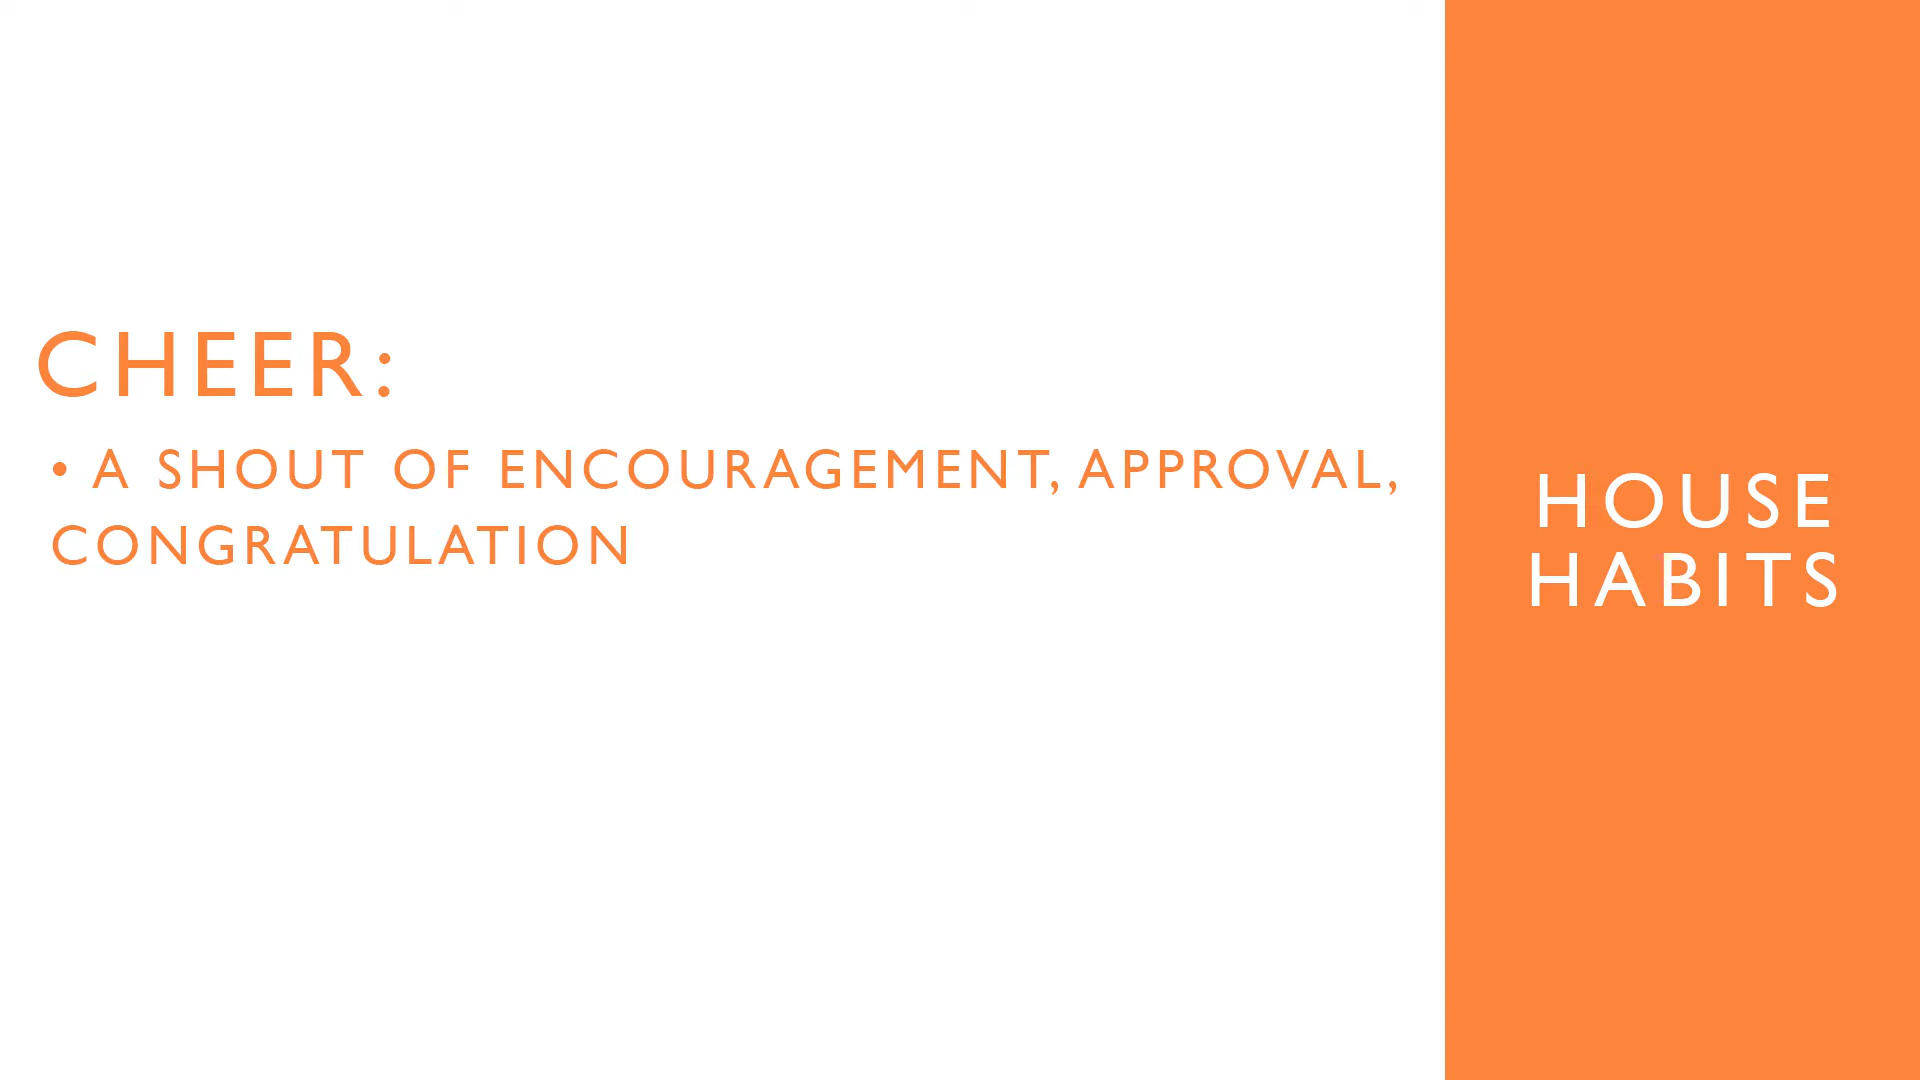 CHEER:
• A SHOUT OF ENCOURAGEMENT, APPROVAL,
CONGRATULATION
HOUSE
HABITS